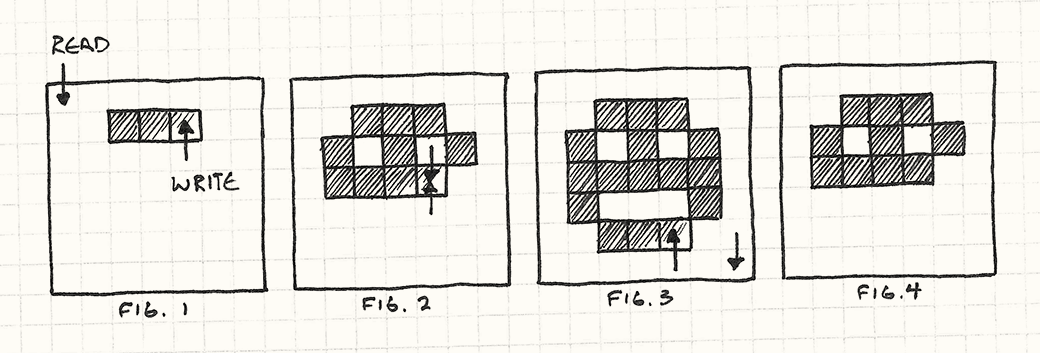 READ
WRITE
FIG. 1
FIG. 2
FIG. 3
FIG. 4